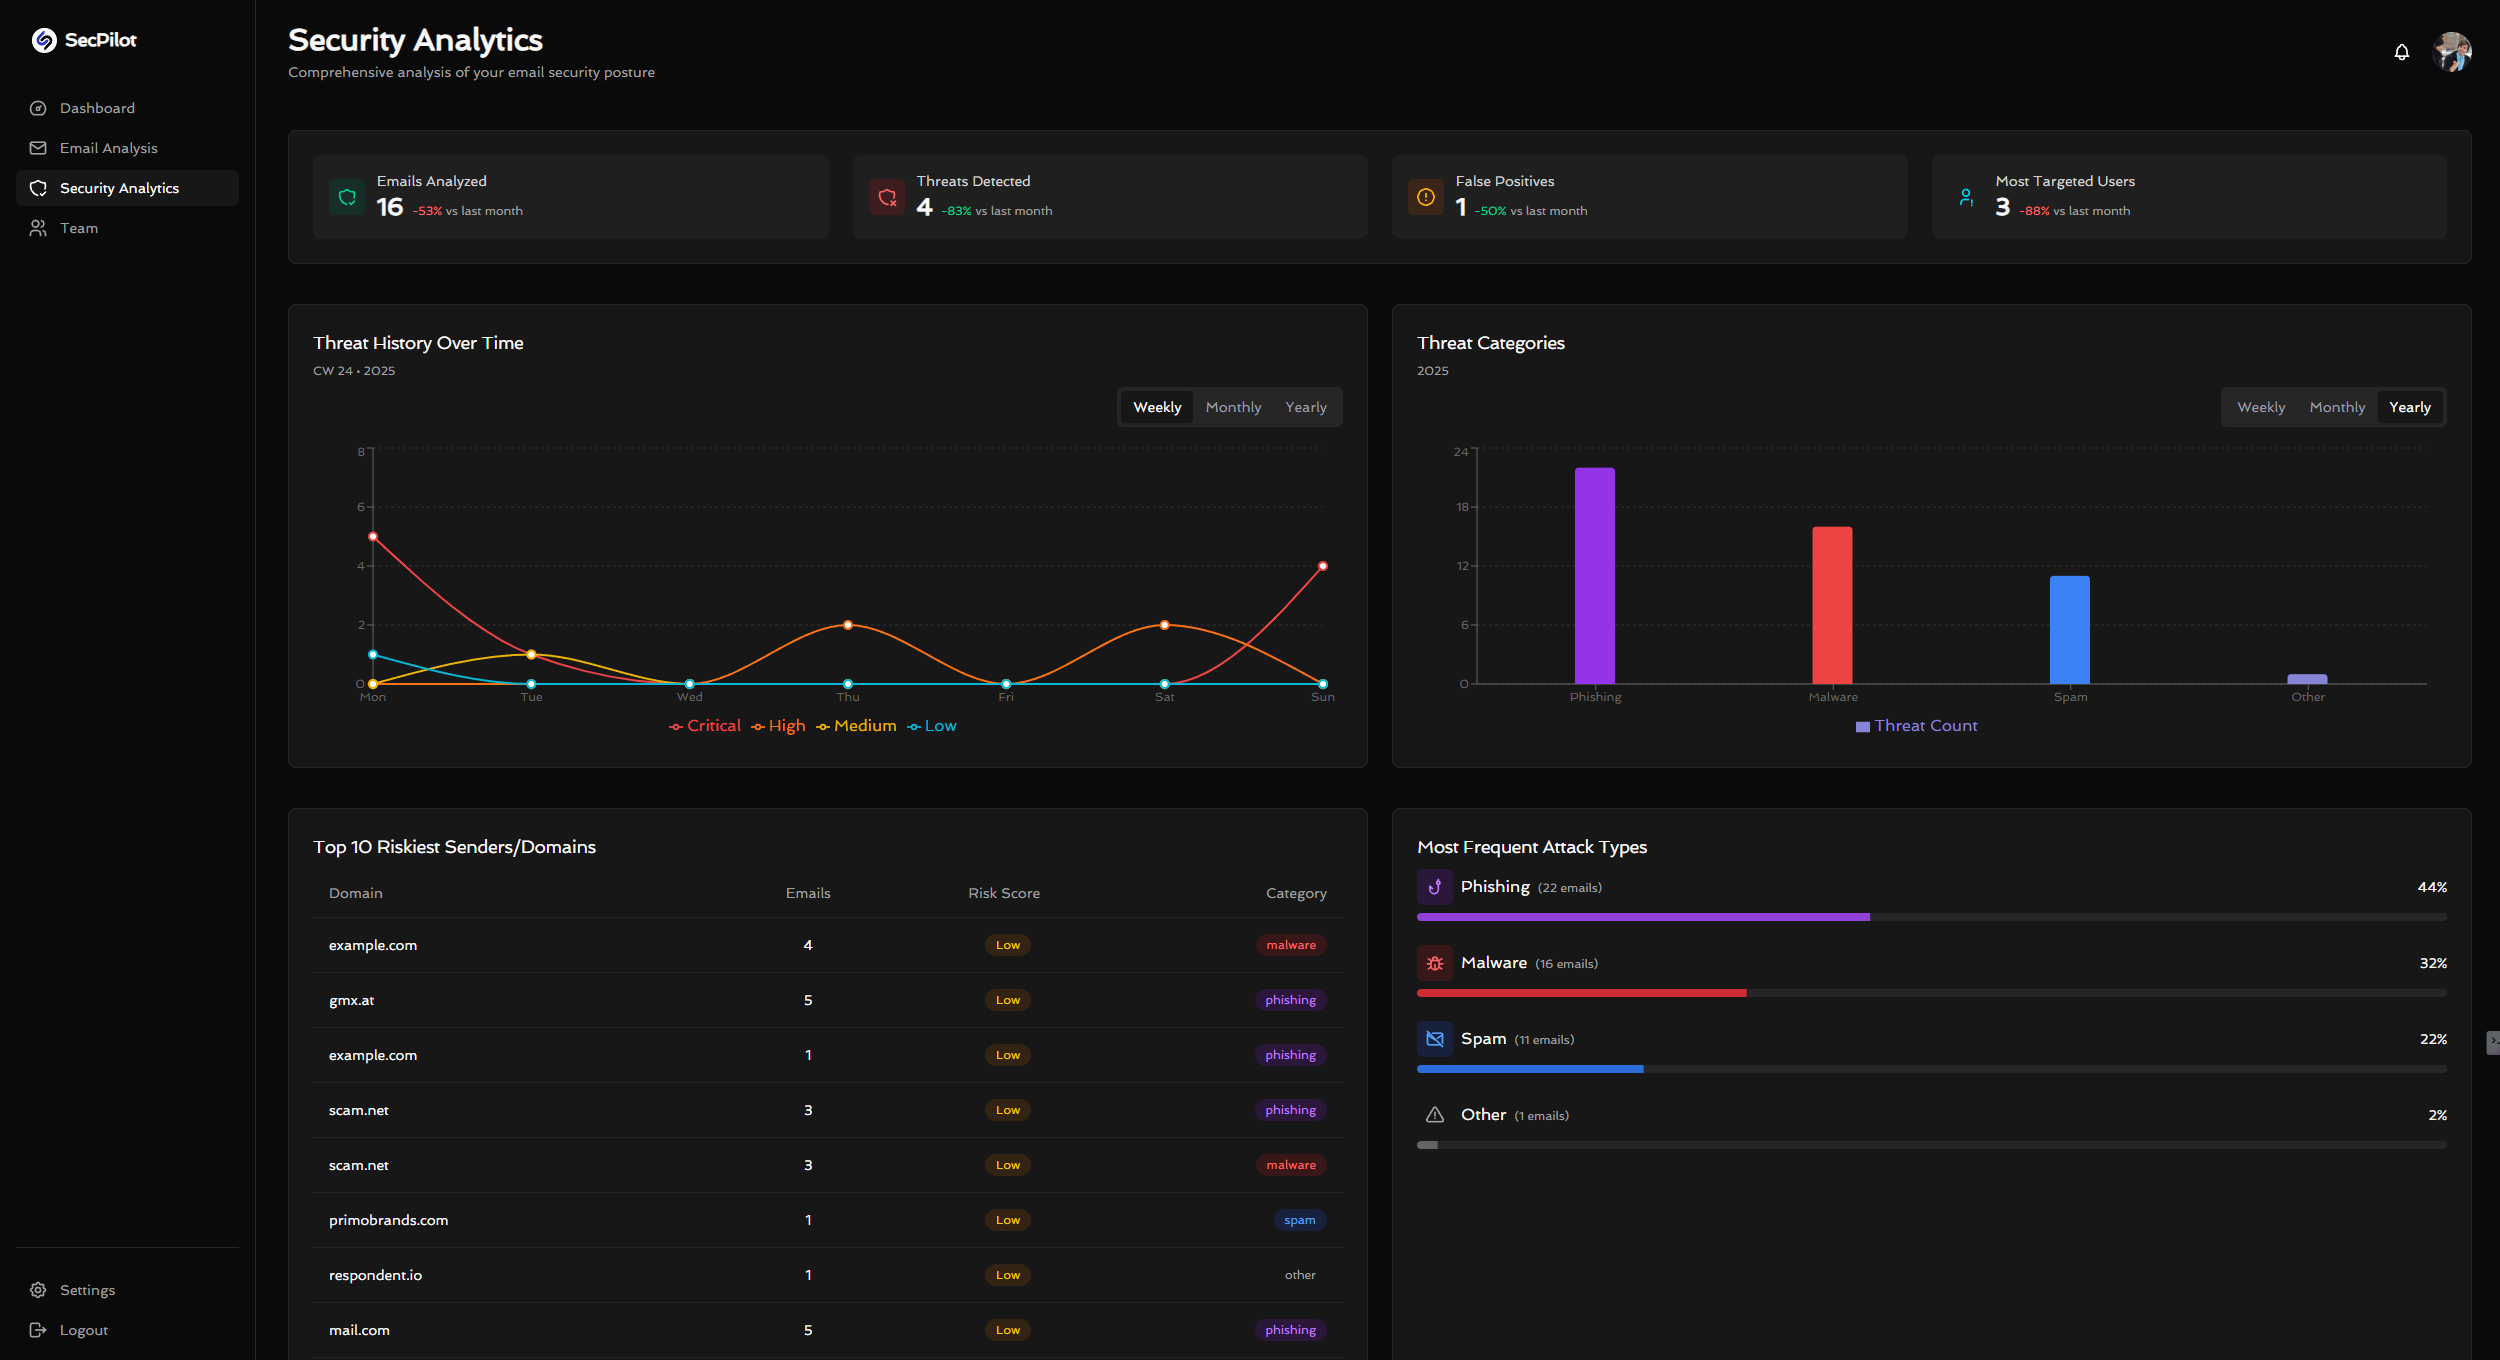 SecPilot
Dashboard
Email Analysis
Security Analytics
Team
Settings
Logout
Security Analytics
Comprehensive analysis of your email security posture
Emails Analyzed
16 -53% vs last month
Threats Detected
4 -83% vs last month
False Positives
1 -50% vs last month
Most Targeted Users
3 -88% vs last month
Threat History Over Time
CW 24 • 2025
Weekly Monthly Yearly
8
6
4
2
0
Mon Tue Wed Thu Fri Sat Sun
Critical High Medium Low
Threat Categories
2025
Weekly Monthly Yearly
24
18
12
6
0
Phishing Malware Spam Other
Threat Count
Top 10 Riskiest Senders/Domains
Domain Emails Risk Score Category
example.com 4 Low malware
gmx.at 5 Low phishing
example.com 1 Low phishing
scam.net 3 Low phishing
scam.net 3 Low malware
primobrands.com 1 Low spam
respondent.io 1 Low other
mail.com 5 Low phishing
Most Frequent Attack Types
Phishing (22 emails) 44%
Malware (16 emails) 32%
Spam (11 emails) 22%
Other (1 emails) 2%